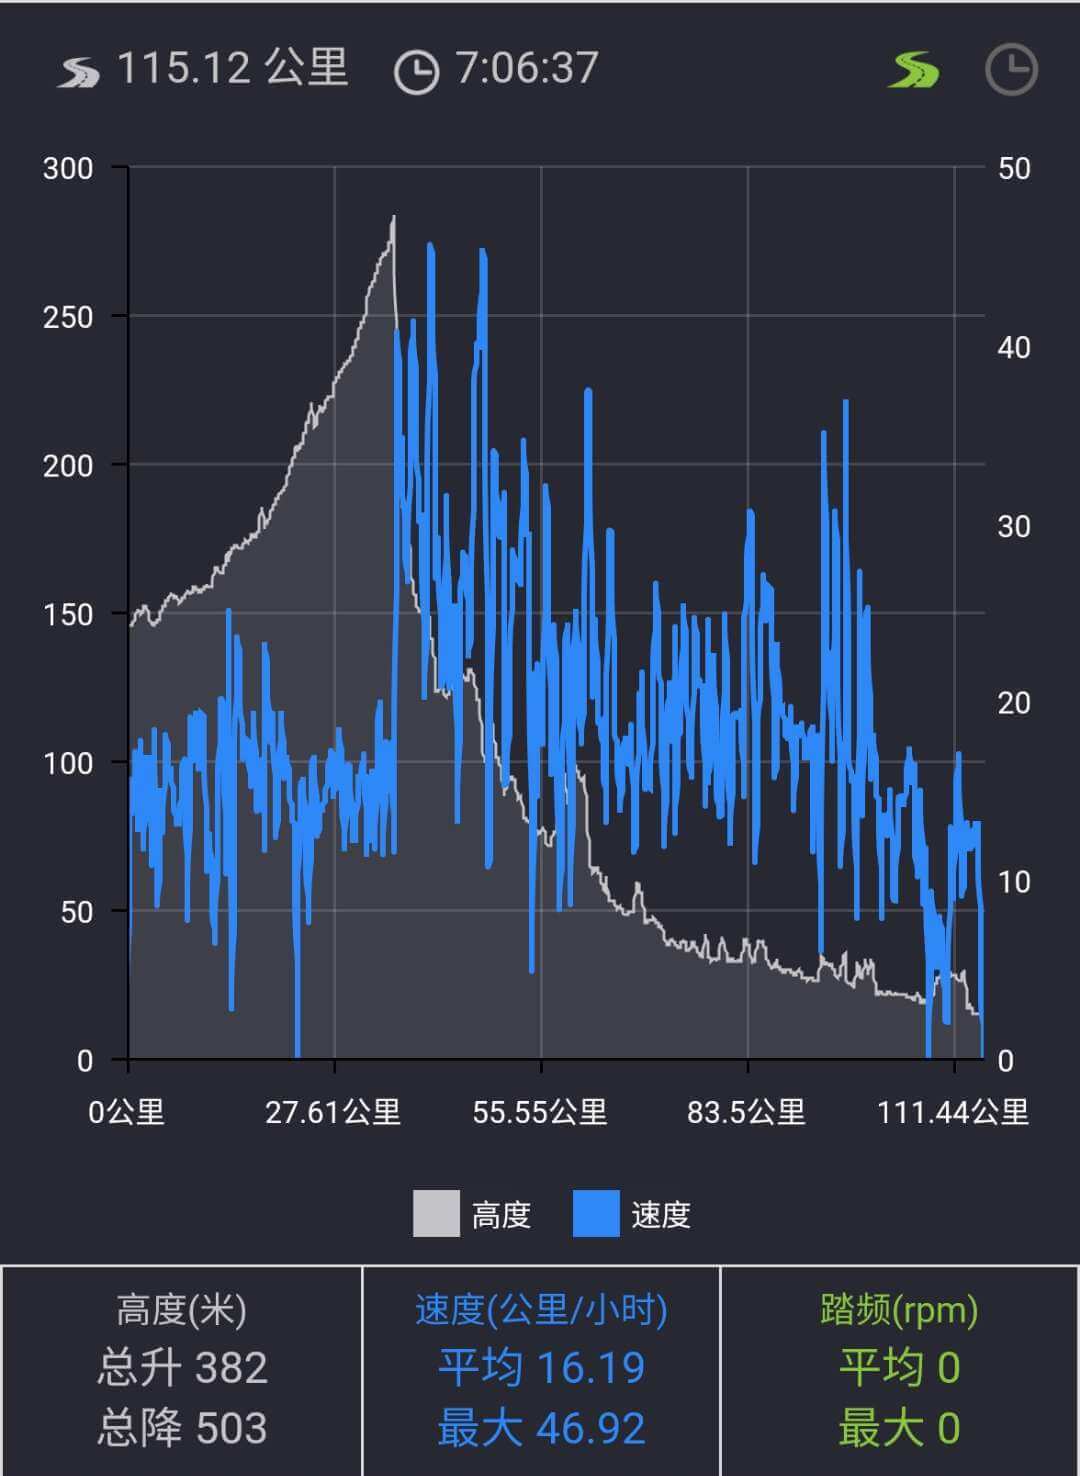 115.12 公里 7:06:37
300 50
250 40
200 30
150 20
100 10
50
0 0
0公里 27.61公里 55.55公里 83.5公里 111.44公里
高度 速度
高度(米) 速度(公里/小时) 踏频(rpm)
总升 382 平均 16.19 平均 0
总降 503 最大 46.92 最大 0